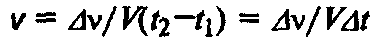 v = Δν/V(t₂−t₁) = Δν/VΔt